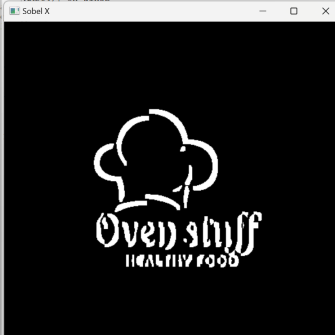 Sobel X
Oven stuff
HEALTHY FOOD